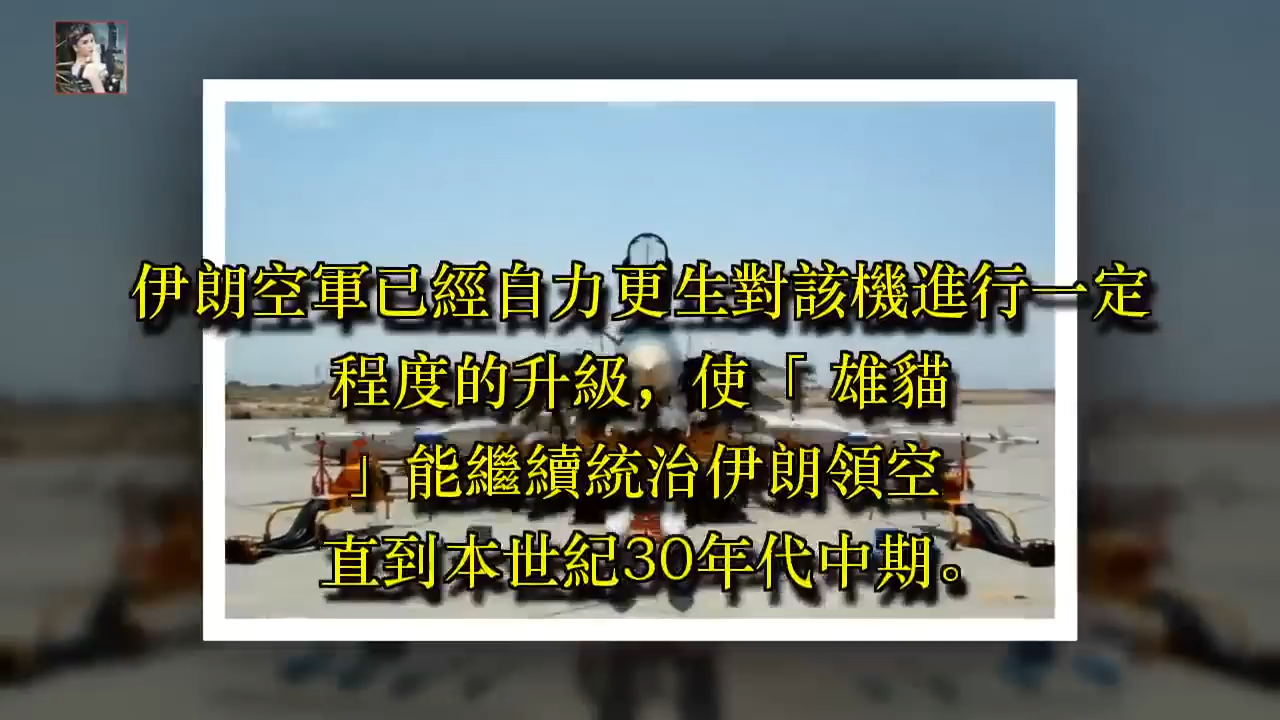 伊朗空軍已經自力更生對該機進行一定
程度的升級，使「 雄貓
」能繼續統治伊朗領空
直到本世紀30年代中期。